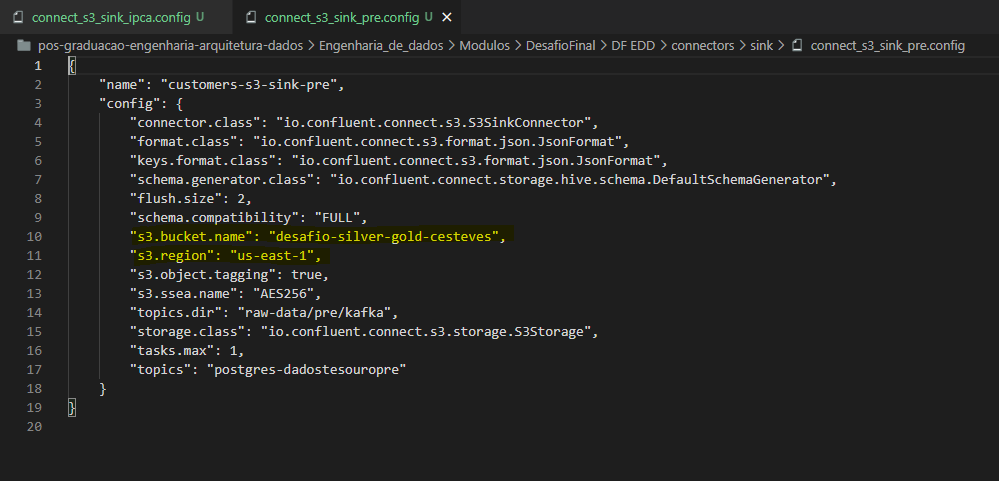 connect_s3_sink_ipca.config U connect_s3_sink_pre.config U
pos-graduacao-engenharia-arquitetura-dados > Engenharia_de_dados > Modulos > DesafioFinal > DF EDD > connectors > sink > connect_s3_sink_pre.config
1 {
2 "name": "customers-s3-sink-pre",
3 "config": {
4 "connector.class": "io.confluent.connect.s3.S3SinkConnector",
5 "format.class": "io.confluent.connect.s3.format.json.JsonFormat",
6 "keys.format.class": "io.confluent.connect.s3.format.json.JsonFormat",
7 "schema.generator.class": "io.confluent.connect.storage.hive.schema.DefaultSchemaGenerator",
8 "flush.size": 2,
9 "schema.compatibility": "FULL",
10 "s3.bucket.name": "desafio-silver-gold-cesteves",
11 "s3.region": "us-east-1",
12 "s3.object.tagging": true,
13 "s3.ssea.name": "AES256",
14 "topics.dir": "raw-data/pre/kafka",
15 "storage.class": "io.confluent.connect.s3.storage.S3Storage",
16 "tasks.max": 1,
17 "topics": "postgres-dadostesouropre"
18 }
19 }
20